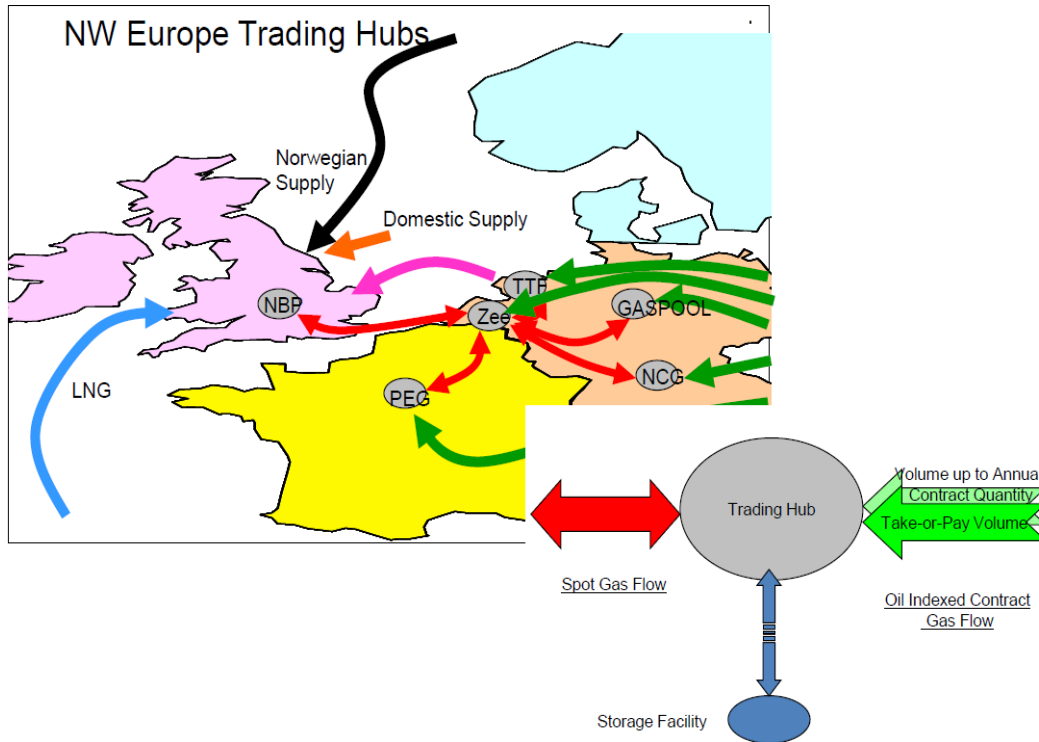 NW Europe Trading Hubs
Norwegian
Supply
Domestic Supply
TTF
NBP
Zee
GASPOOL
LNG
PEG
NCG
Volume up to Annua
Contract Quantity
Trading Hub
Take-or-Pay Volume
Spot Gas Flow
Oil Indexed Contract
Gas Flow
Storage Facility